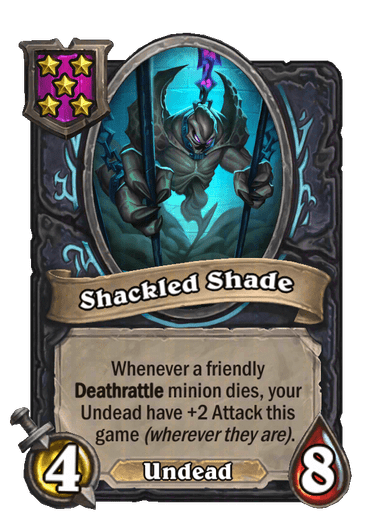 Shackled Shade
Whenever a friendly
Deathrattle minion dies, your
Undead have +2 Attack this
game (wherever they are).
4
Undead
8